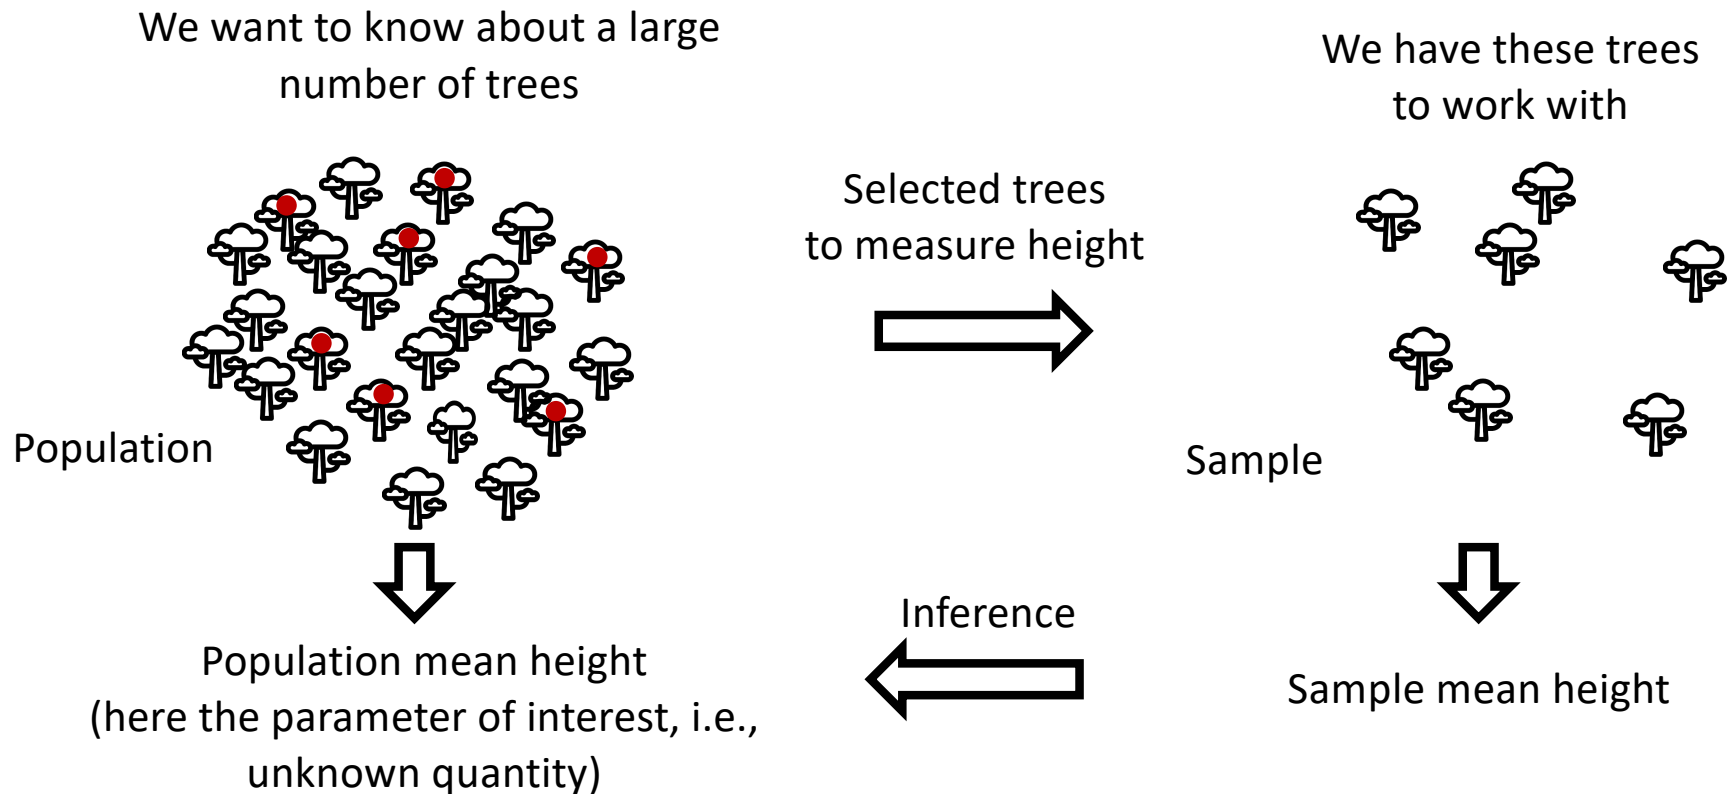 We want to know about a large
number of trees
We have these trees
to work with
Selected trees
to measure height
Population
Sample
Inference
Population mean height
(here the parameter of interest, i.e.,
unknown quantity)
Sample mean height